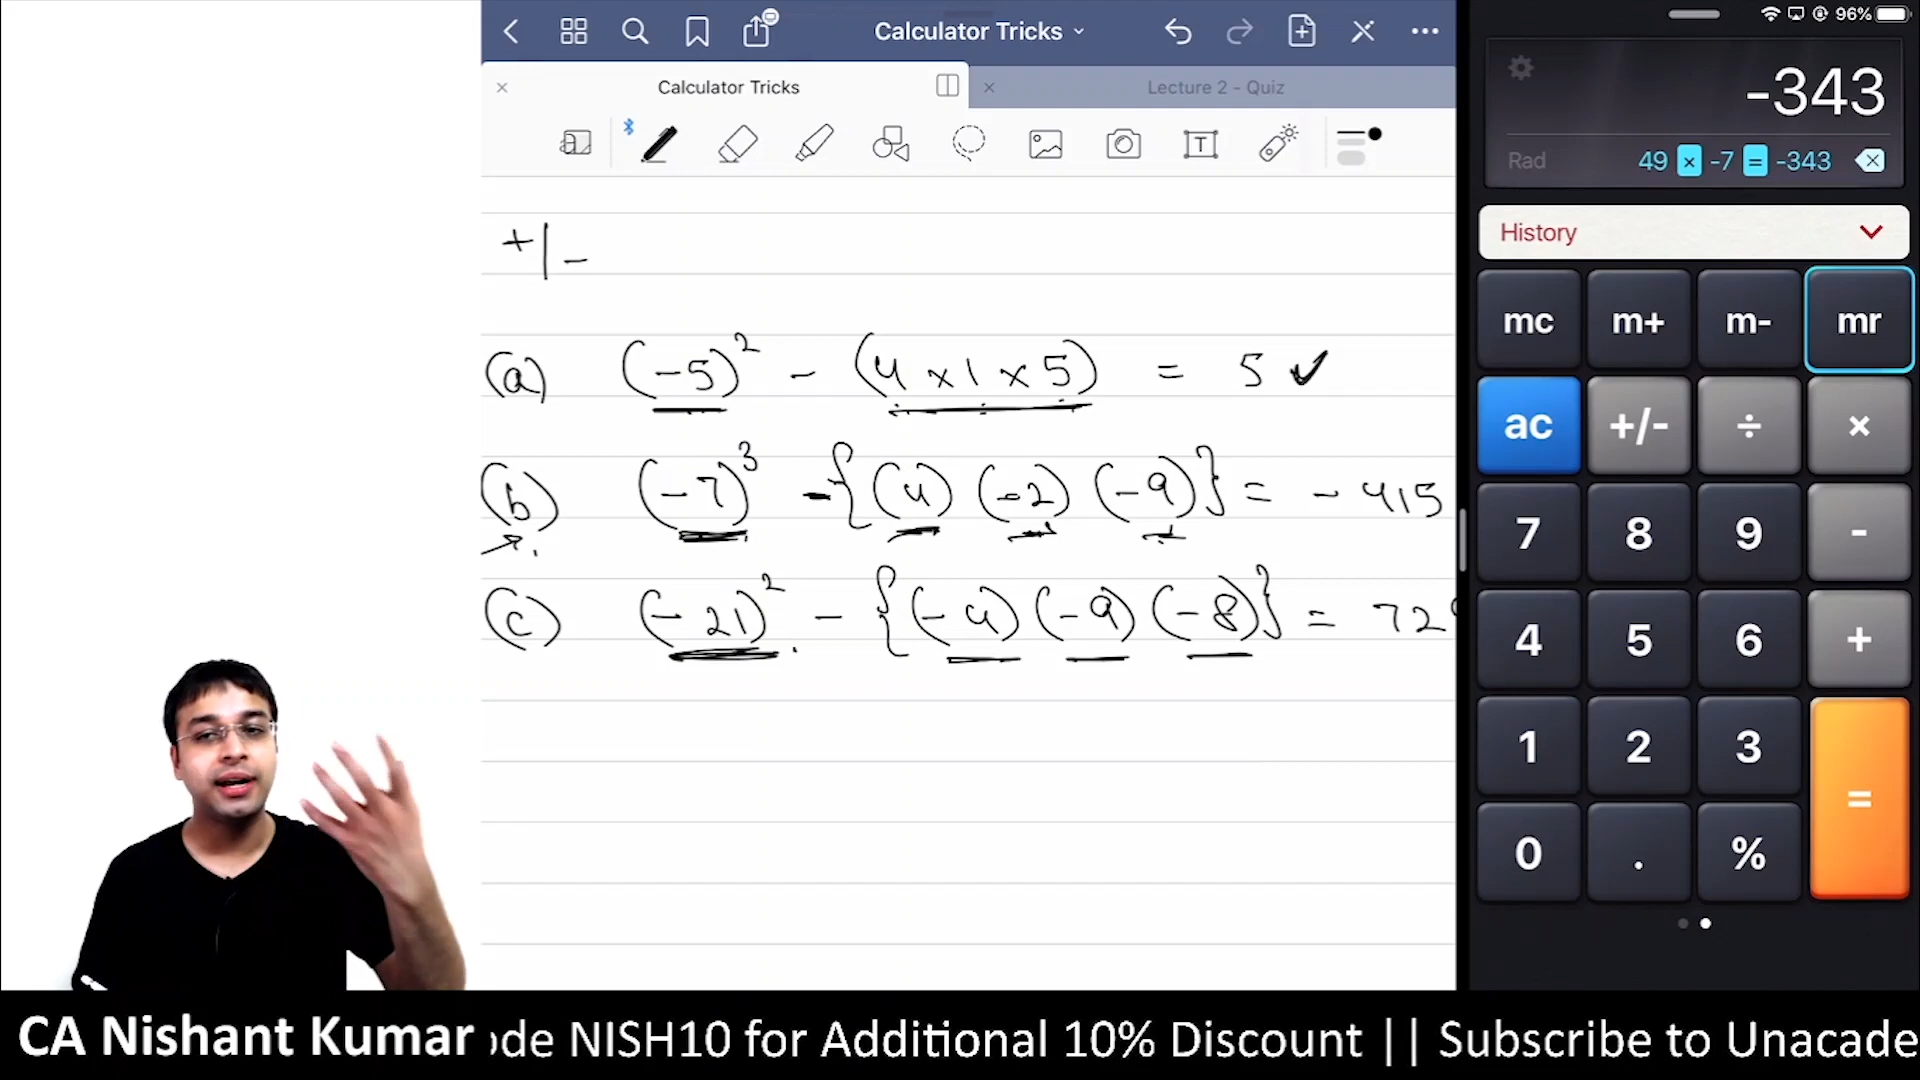 Calculator Tricks
Calculator Tricks
Lecture 2 - Quiz
T
+/-
(a) (-5)² - (4 × 1 × 5) = 5 ✓
(b) (-7)³ - {(4) (-2) (-9)} = - 415
(c) (-21)² - {(-4) (-9) (-8)} = 729
96%
-343
Rad 49 × -7 = -343
History
mc m+ m- mr
ac +/- ÷ ×
7 8 9 -
4 5 6 +
1 2 3
0 . % =
CA Nishant Kumar ode NISH10 for Additional 10% Discount || Subscribe to Unacade